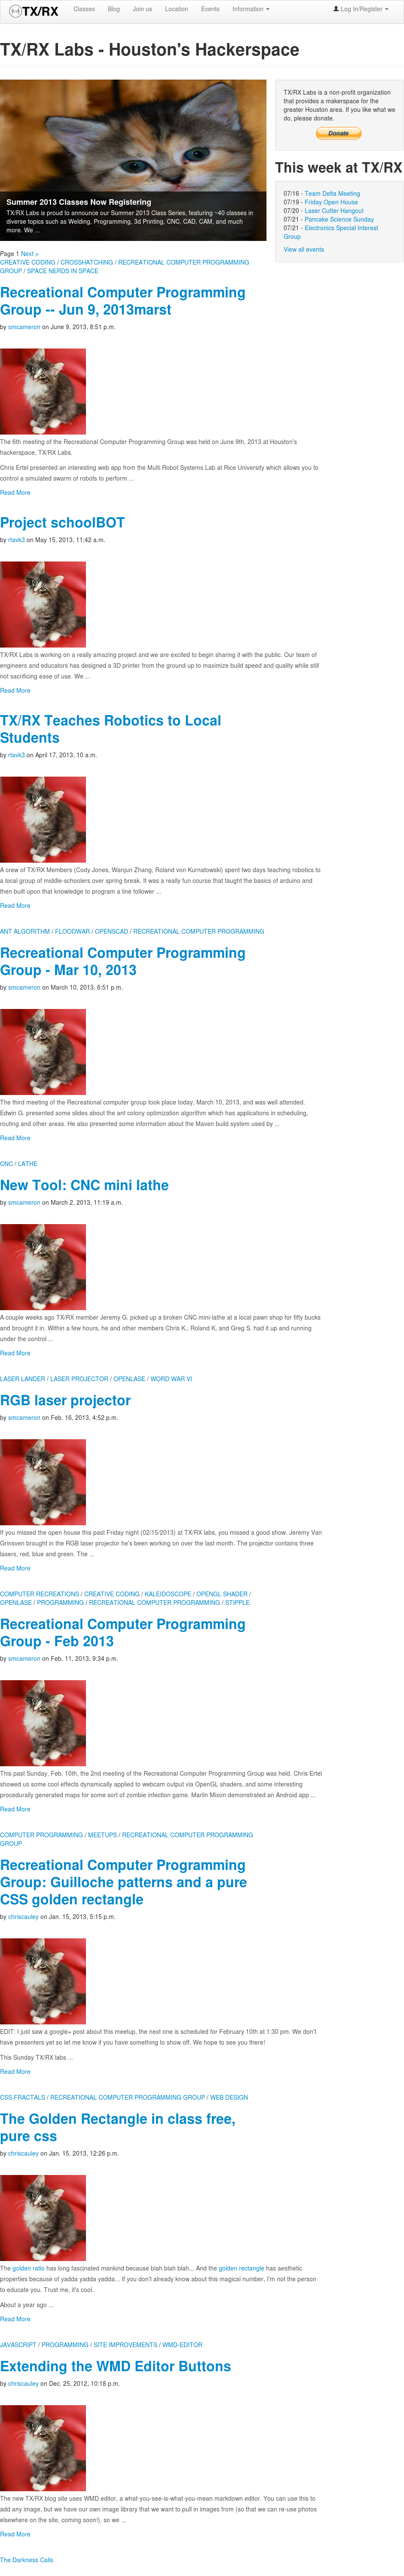 TX/RX
Classes
Blog
Join us
Location
Events
Information
Log In/Register
TX/RX Labs - Houston's Hackerspace
Summer 2013 Classes Now Registering
TX/RX Labs is proud to announce our Summer 2013 Class Series, featuring ~40 classes in
diverse topics such as Welding, Programming, 3d Printing, CNC, CAD, CAM, and much
more. We ...
TX/RX Labs is a non-profit organization
that provides a makerspace for the
greater Houston area. If you like what we
do, please donate.
Donate
This week at TX/RX
07/16 - Team Delta Meeting
07/19 - Friday Open House
07/20 - Laser Cutter Hangout
07/21 - Pancake Science Sunday
07/21 - Electronics Special Interest
Group
View all events
Page 1 Next >
CREATIVE CODING / CROSSHATCHING / RECREATIONAL COMPUTER PROGRAMMING
GROUP / SPACE NERDS IN SPACE
Recreational Computer Programming
Group -- Jun 9, 2013marst
by smcameron on June 9, 2013, 8:51 p.m.
The 6th meeting of the Recreational Computer Programming Group was held on June 9th, 2013 at Houston's
hackerspace, TX/RX Labs.
Chris Ertel presented an interesting web app from the Multi Robot Systems Lab at Rice University which allows you to
control a simulated swarm of robots to perform ...
Read More
Project schoolBOT
by rtavk3 on May 15, 2013, 11:42 a.m.
TX/RX Labs is working on a really amazing project and we are excited to begin sharing it with the public. Our team of
engineers and educators has designed a 3D printer from the ground up to maximize build speed and quality while still
not sacrificing ease of use. We ...
Read More
TX/RX Teaches Robotics to Local
Students
by rtavk3 on April 17, 2013, 10 a.m.
A crew of TX/RX Members (Cody Jones, Wanjun Zhang, Roland von Kurnatowski) spent two days teaching robotics to
a local group of middle schoolers over spring break. It was a really fun course that taught the basics of arduino and
then built upon that knowledge to program a line follower ...
Read More
ANT ALGORITHM / FLOODWAR / OPENSCAD / RECREATIONAL COMPUTER PROGRAMMING
Recreational Computer Programming
Group - Mar 10, 2013
by smcameron on March 10, 2013, 6:51 p.m.
The third meeting of the Recreational Computer group took place today, March 10, 2013, and was well attended.
Edwin G. presented some slides about the ant colony optimization algorithm which has applications in scheduling,
routing and other areas. He also presented some information about the Maven build system used by ...
Read More
CNC / LATHE
New Tool: CNC mini lathe
by smcameron on March 2, 2013, 11:19 a.m.
A couple weeks ago TX/RX member Jeremy G. picked up a broken CNC mini-lathe at a local pawn shop for fifty bucks
and brought it in. Within a few hours, he and other members Chris K., Roland K, and Greg S. had it up and running
under the control ...
Read More
LASER LANDER / LASER PROJECTOR / OPENLASE / WORD WAR VI
RGB laser projector
by smcameron on Feb. 16, 2013, 4:52 p.m.
If you missed the open house this past Friday night (02/15/2013) at TX/RX labs, you missed a good show. Jeremy Van
Grinsven brought in the RGB laser projector he's been working on over the last month. The projector contains three
lasers, red, blue and green. The ...
Read More
COMPUTER RECREATIONS / CREATIVE CODING / KALEIDOSCOPE / OPENGL SHADER /
OPENLASE / PROGRAMMING / RECREATIONAL COMPUTER PROGRAMMING / STIPPLE
Recreational Computer Programming
Group - Feb 2013
by smcameron on Feb. 11, 2013, 9:34 p.m.
This past Sunday, Feb. 10th, the 2nd meeting of the Recreational Computer Programming Group was held. Chris Ertel
showed us some cool effects dynamically applied to webcam output via OpenGL shaders, and some interesting
procedurally generated maps for some sort of zombie infection game. Marlin Mixon demonstrated an Android app ...
Read More
COMPUTER PROGRAMMING / MEETUPS / RECREATIONAL COMPUTER PROGRAMMING
GROUP
Recreational Computer Programming
Group: Guilloche patterns and a pure
CSS golden rectangle
by chriscauley on Jan. 15, 2013, 5:15 p.m.
EDIT: I just saw a google+ post about this meetup, the next one is scheduled for February 10th at 1:30 pm. We don't
have presenters yet so let me know if you have something to show off. We hope to see you there!
This Sunday TX/RX labs ...
Read More
CSS FRACTALS / RECREATIONAL COMPUTER PROGRAMMING GROUP / WEB DESIGN
The Golden Rectangle in class free,
pure css
by chriscauley on Jan. 15, 2013, 12:26 p.m.
The golden ratio has long fascinated mankind because blah blah blah... And the golden rectangle has aesthetic
properties because of yadda yadda yadda... If you don't already know about this magical number, I'm not the person
to educate you. Trust me, it's cool.
About a year ago ...
Read More
JAVASCRIPT / PROGRAMMING / SITE IMPROVEMENTS / WMD-EDITOR
Extending the WMD Editor Buttons
by chriscauley on Dec. 25, 2012, 10:18 p.m.
The new TX/RX blog site uses WMD editor, a what-you-see-is-what-you-mean markdown editor. You can use this to
add any image, but we have our own image library that we want to pull in images from (so that we can re-use photos
elsewhere on the site, coming soon!), so we ...
Read More
The Darkness Calls